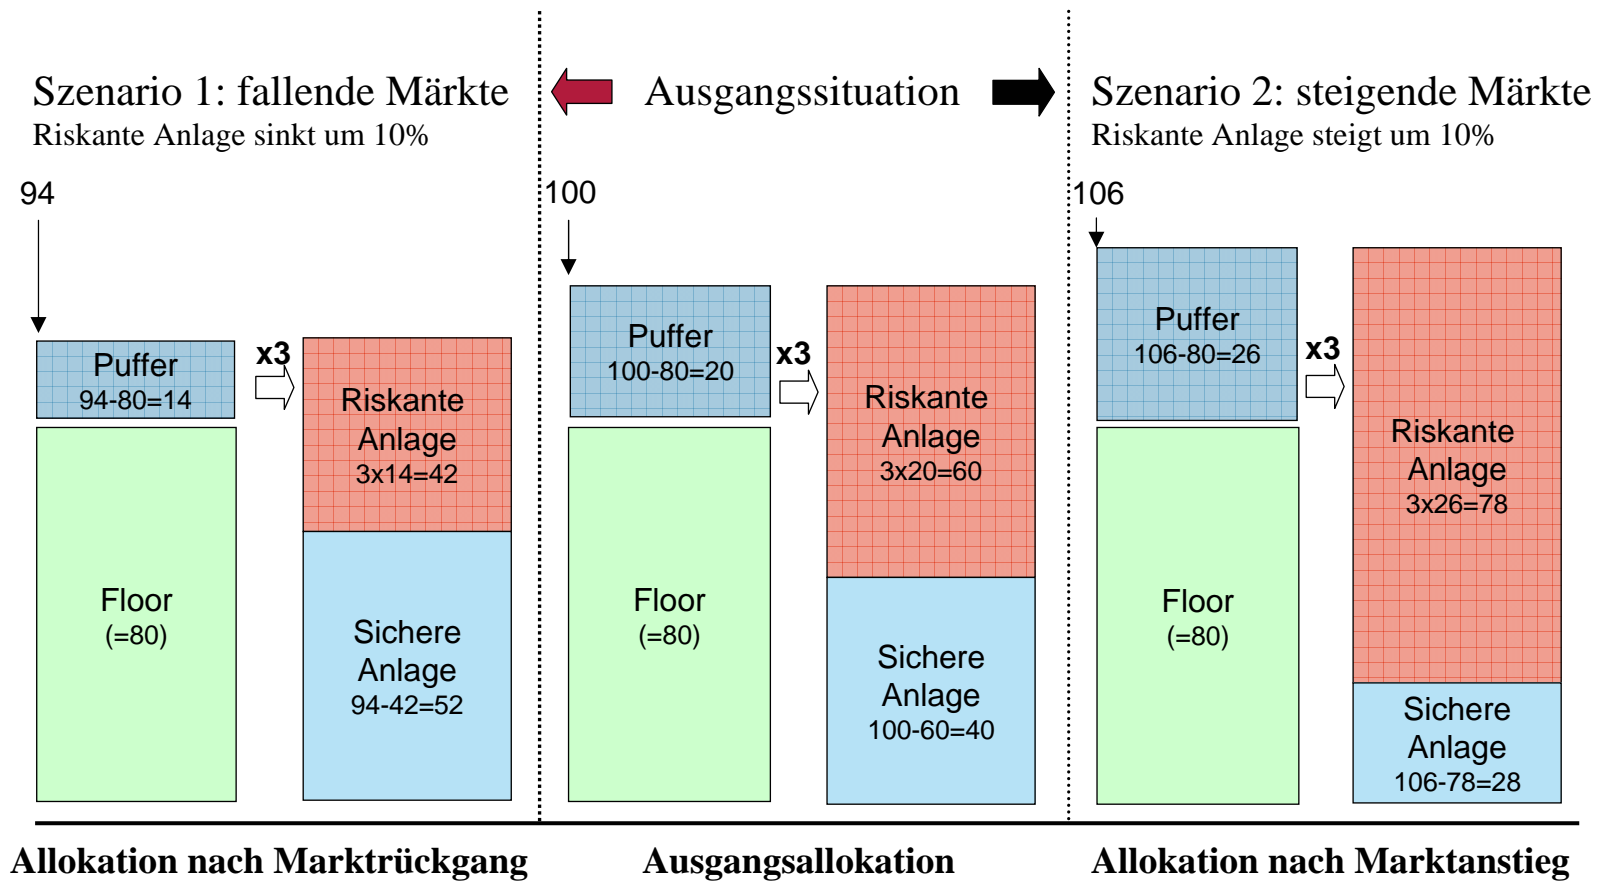 Szenario 1: fallende Märkte
Riskante Anlage sinkt um 10%
Ausgangssituation
Szenario 2: steigende Märkte
Riskante Anlage steigt um 10%
94
Puffer
94-80=14
x3
Riskante
Anlage
3x14=42
Floor
(=80)
Sichere
Anlage
94-42=52
100
Puffer
100-80=20
x3
Riskante
Anlage
3x20=60
Floor
(=80)
Sichere
Anlage
100-60=40
106
Puffer
106-80=26
x3
Riskante
Anlage
3x26=78
Floor
(=80)
Sichere
Anlage
106-78=28
Allokation nach Marktrückgang
Ausgangsallokation
Allokation nach Marktanstieg